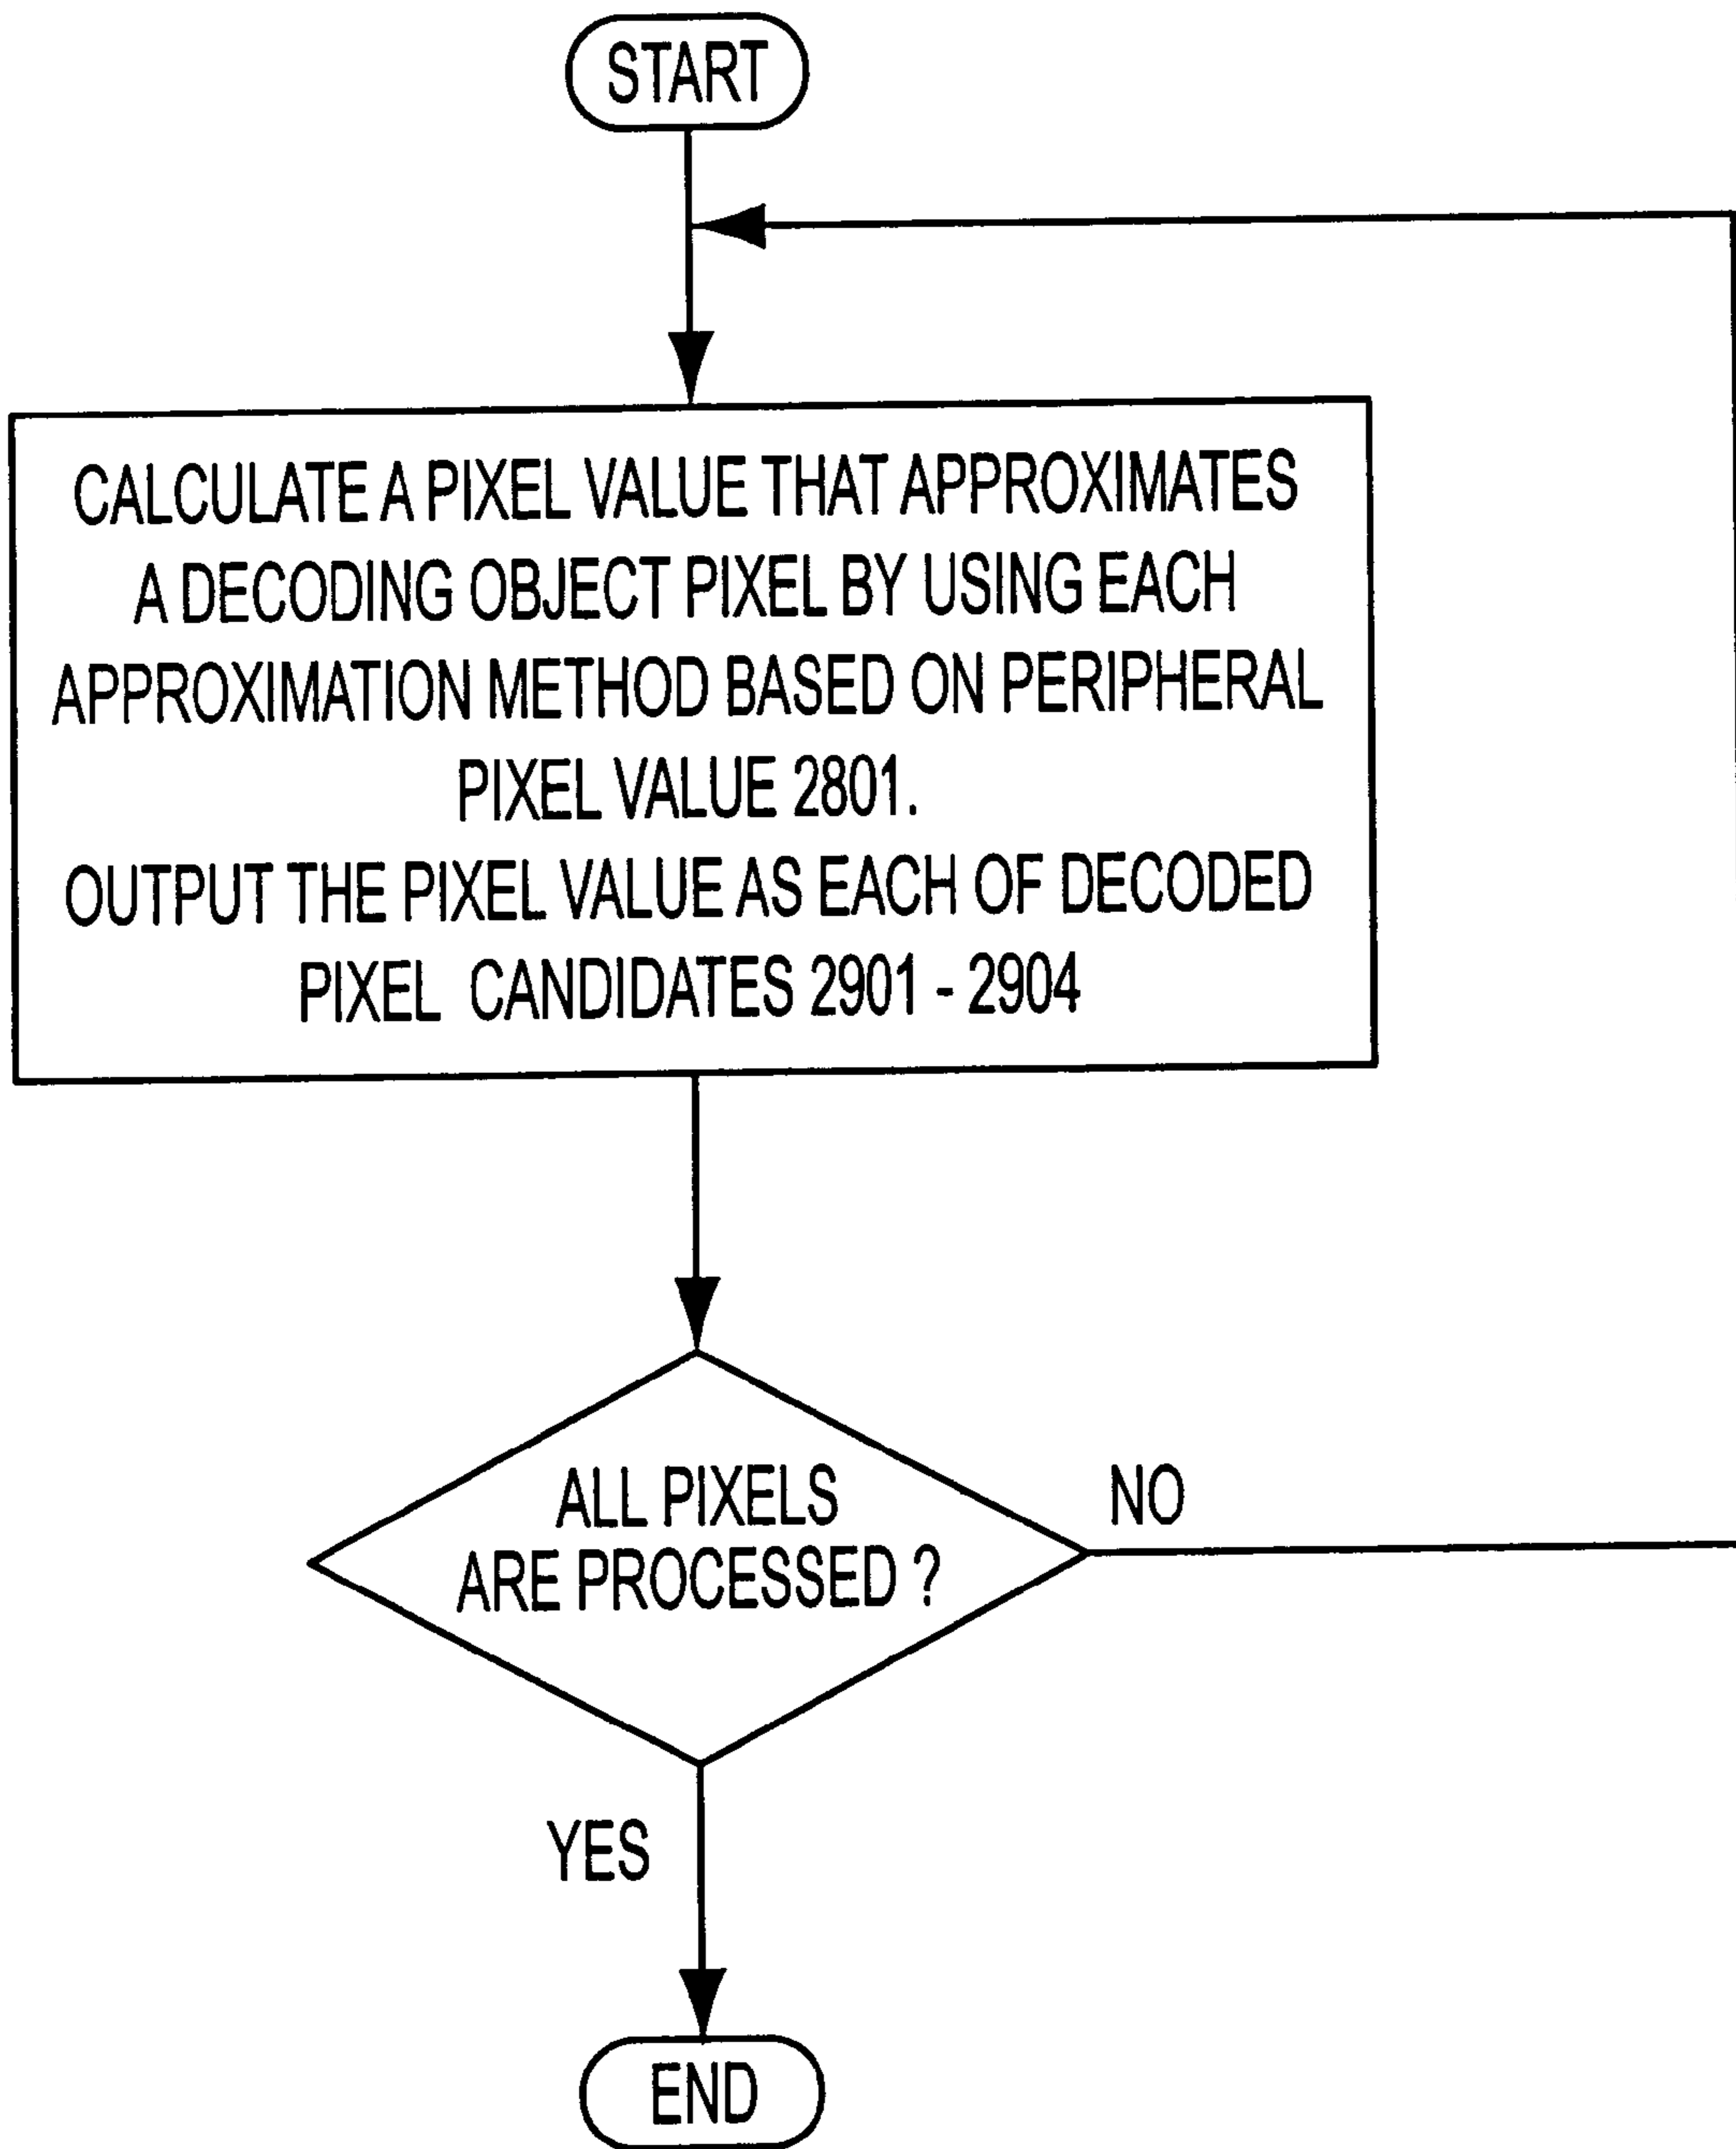 START
CALCULATE A PIXEL VALUE THAT APPROXIMATES
A DECODING OBJECT PIXEL BY USING EACH
APPROXIMATION METHOD BASED ON PERIPHERAL
PIXEL VALUE 2801.
OUTPUT THE PIXEL VALUE AS EACH OF DECODED
PIXEL CANDIDATES 2901 - 2904
ALL PIXELS
ARE PROCESSED ?
NO
YES
END